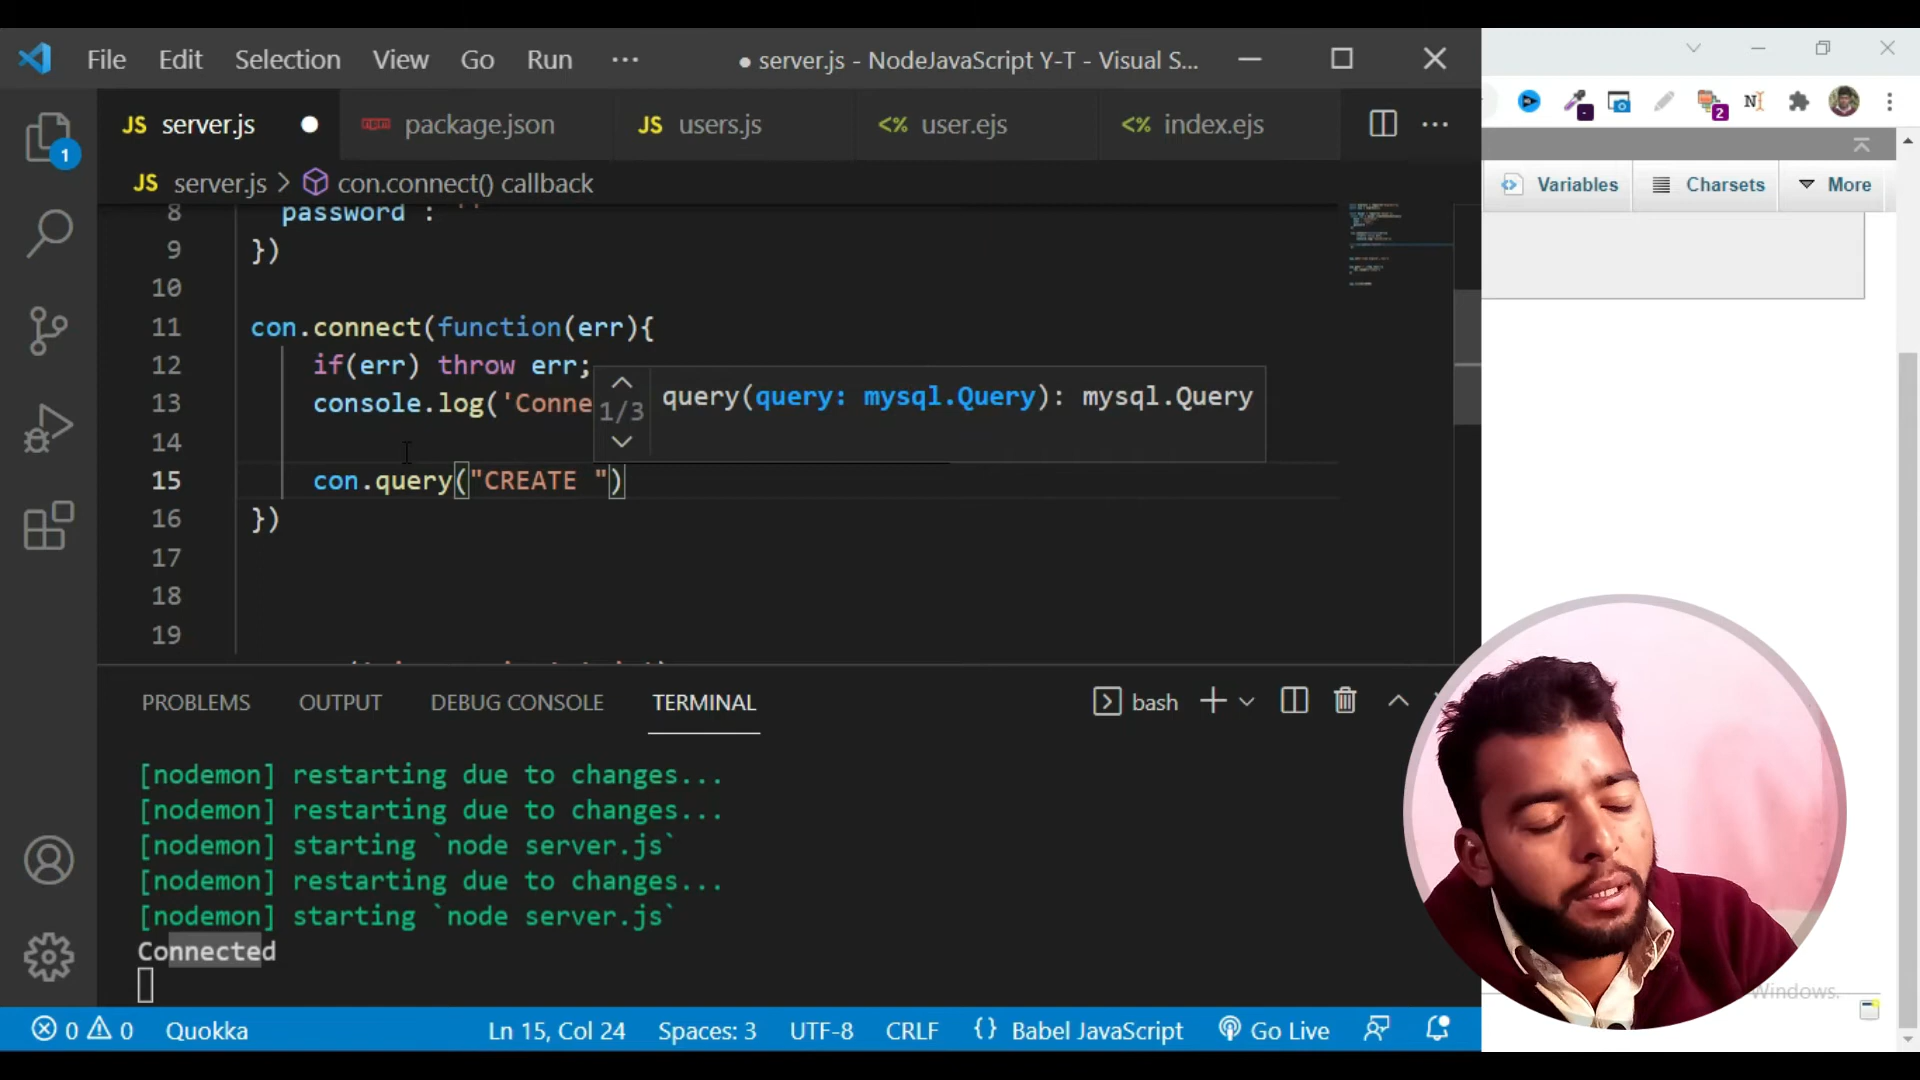 File Edit Selection View Go Run ... ● server.js - NodeJavaScript Y-T - Visual S...
JS server.js package.json JS users.js <% user.ejs <% index.ejs ...
JS server.js > con.connect() callback
8 password : ''
9 })
10
11 con.connect(function(err){
12 if(err) throw err;
13 console.log('Conne
14
15 con.query("CREATE ")
16 })
17
18
19
1/3
query(query: mysql.Query): mysql.Query
PROBLEMS OUTPUT DEBUG CONSOLE TERMINAL
bash
[nodemon] restarting due to changes...
[nodemon] restarting due to changes...
[nodemon] starting `node server.js`
[nodemon] restarting due to changes...
[nodemon] starting `node server.js`
Connected
0 0 Quokka Ln 15, Col 24 Spaces: 3 UTF-8 CRLF {} Babel JavaScript Go Live
1
2
Variables Charsets More
Windows.